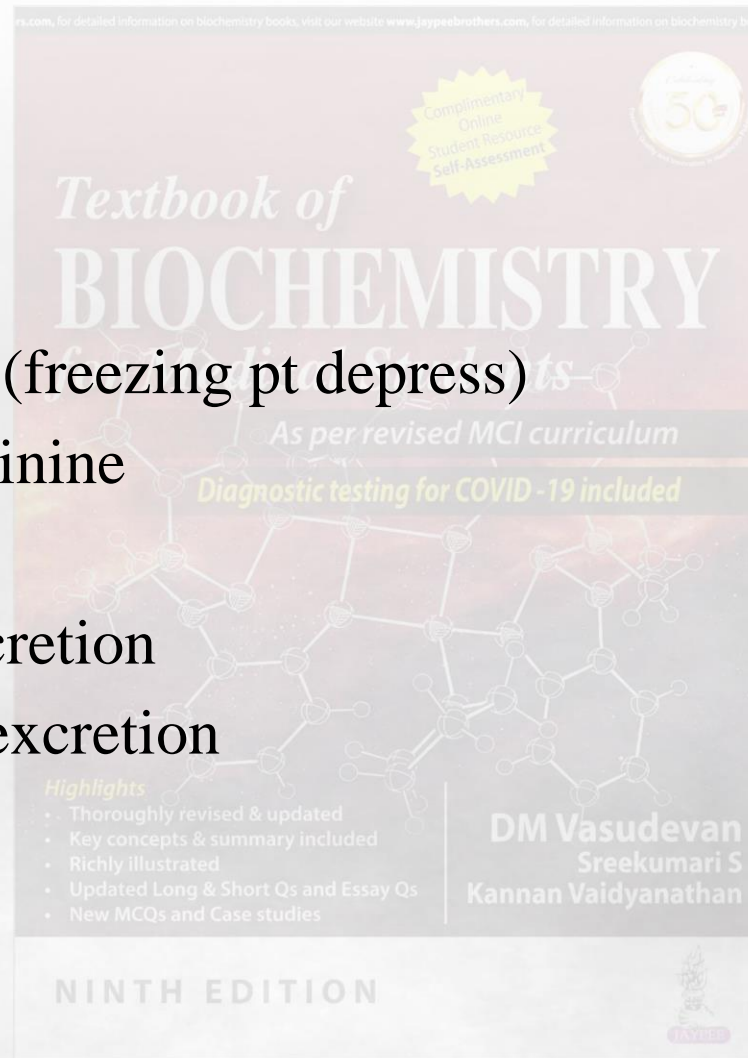 rs.com, for detailed information on biochemistry books, visit our website www.jaypeebrothers.com, for detailed information on biochemistry b
Complimentary
Online
Student Resource
Self-Assessment
50
Textbook of
BIOCHEMISTRY
(freezing pt depress)
As per revised MCI curriculum
inine
Diagnostic testing for COVID -19 included
cretion
excretion
Highlights
• Thoroughly revised & updated
• Key concepts & summary included
• Richly illustrated
• Updated Long & Short Qs and Essay Qs
• New MCQs and Case studies
DM Vasudevan
Sreekumari S
Kannan Vaidyanathan
NINTH EDITION
JAYPEE